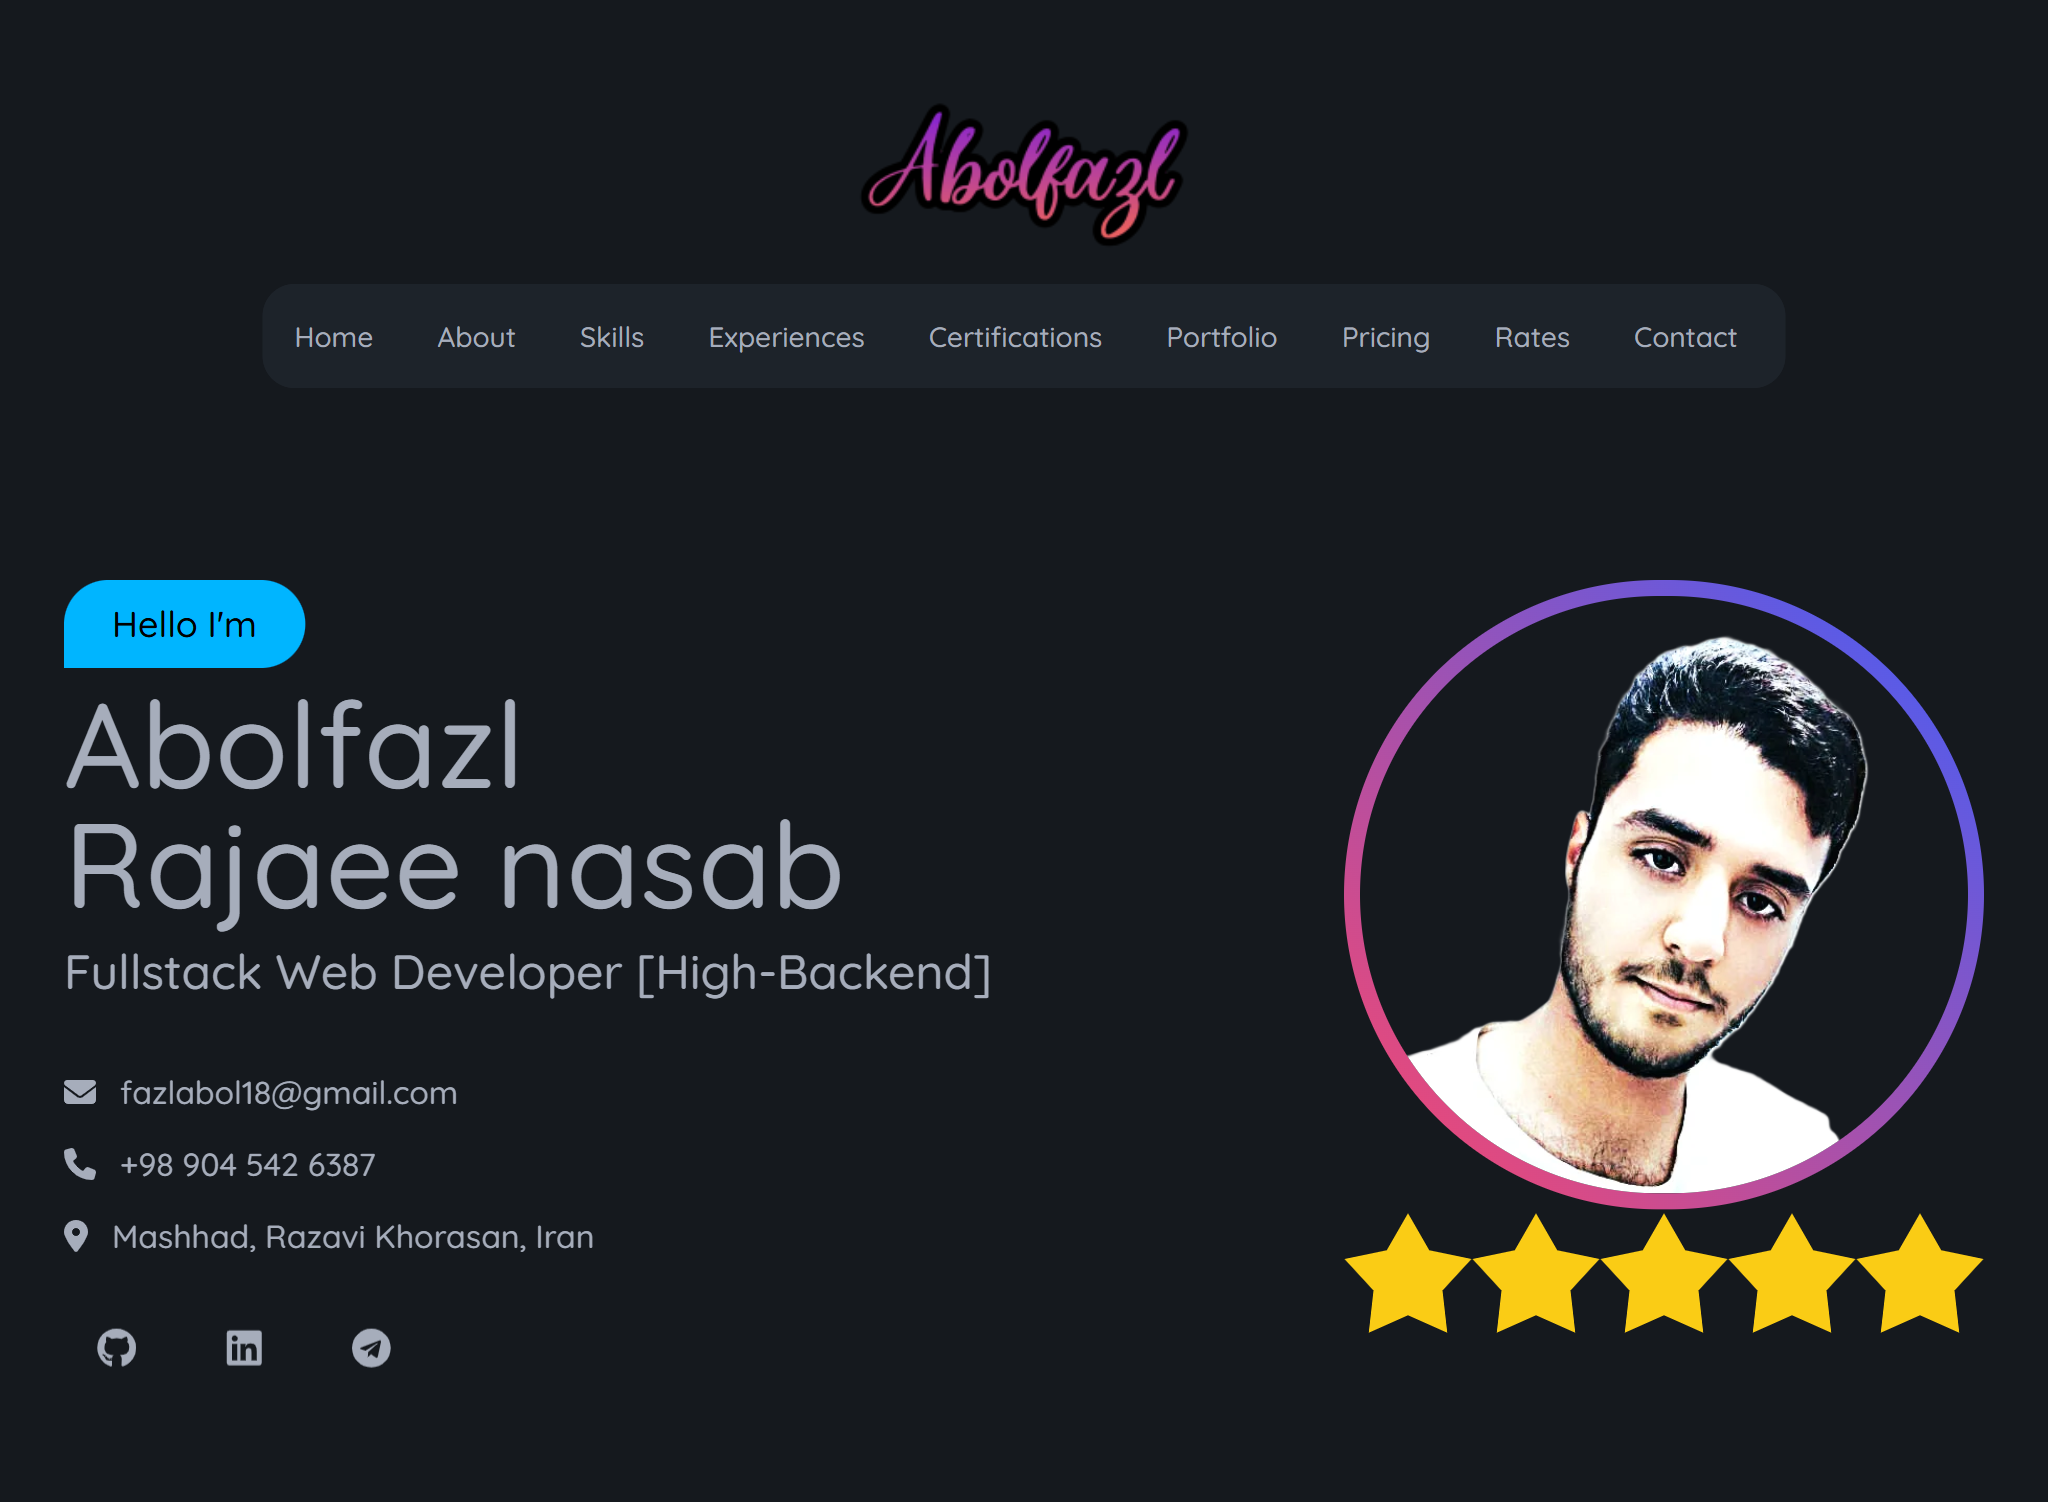 Abolfazl
Home About Skills Experiences Certifications Portfolio Pricing Rates Contact
Hello I'm
Abolfazl
Rajaee nasab
Fullstack Web Developer [High-Backend]
fazlabol18@gmail.com
+98 904 542 6387
Mashhad, Razavi Khorasan, Iran
in